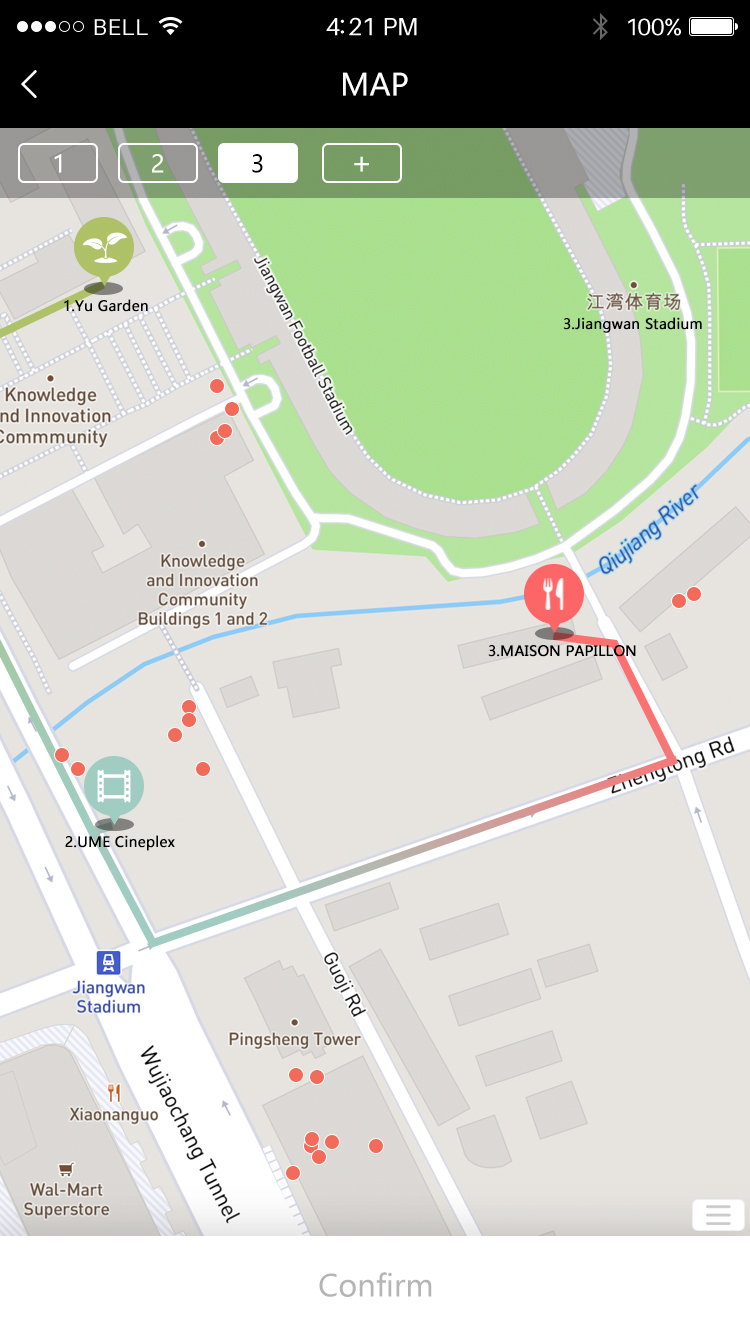 BELL 4:21 PM 100%
MAP
1 2 3 +
1.Yu Garden
Jiangwan Football Stadium
江湾体育场
3.Jiangwan Stadium
Knowledge
nd Innovation
Commmunity
Qiujiang River
Knowledge
and Innovation
Community
Buildings 1 and 2
3.MAISON PAPILLON
Zhengtong Rd
2.UME Cineplex
Jiangwan
Stadium
Guoji Rd
Pingsheng Tower
Wujiaochang Tunnel
Xiaonanguo
Wal-Mart
Superstore
Confirm